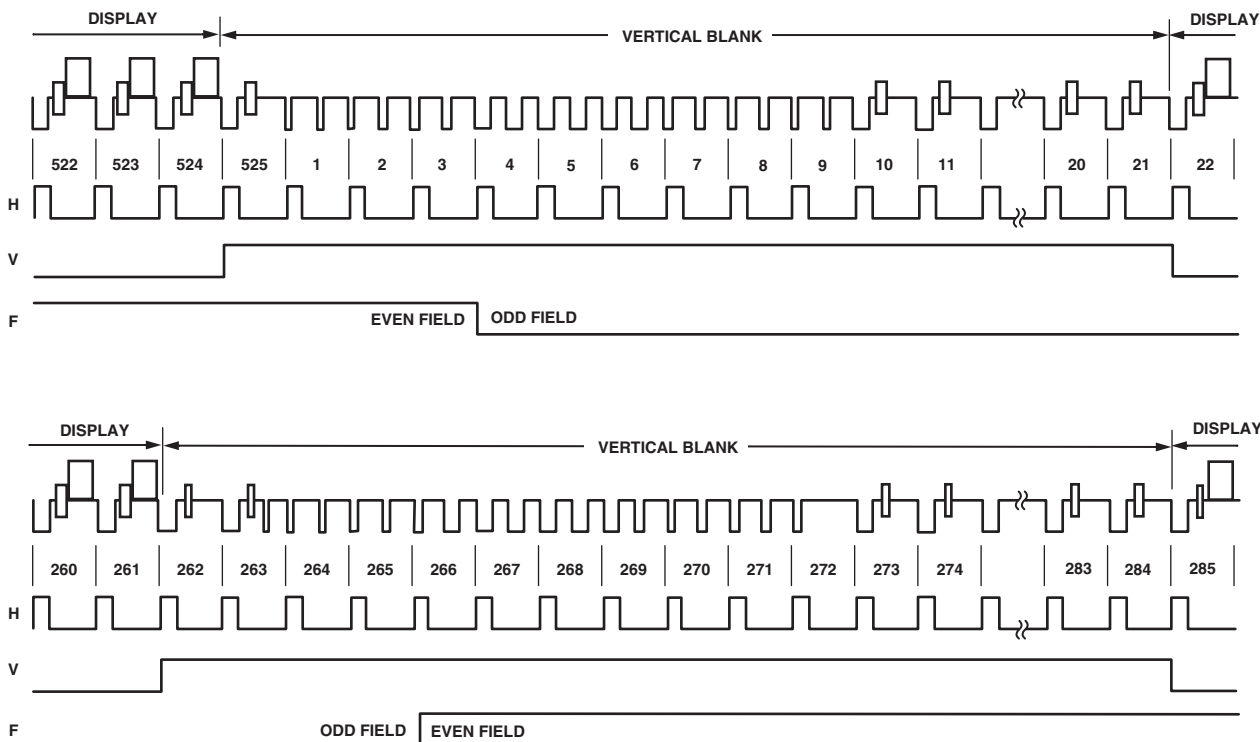 DISPLAY VERTICAL BLANK DISPLAY
522 523 524 525 1 2 3 4 5 6 7 8 9 10 11 20 21 22
H
V
F EVEN FIELD ODD FIELD
DISPLAY VERTICAL BLANK DISPLAY
260 261 262 263 264 265 266 267 268 269 270 271 272 273 274 283 284 285
H
V
F ODD FIELD EVEN FIELD